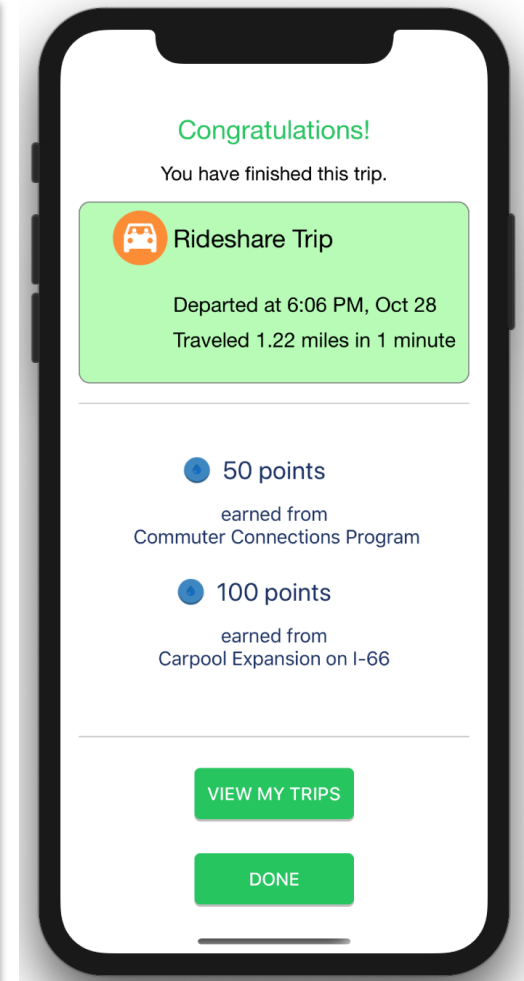 Congratulations!
You have finished this trip.
Rideshare Trip
Departed at 6:06 PM, Oct 28
Traveled 1.22 miles in 1 minute
50 points
earned from
Commuter Connections Program
100 points
earned from
Carpool Expansion on I-66
VIEW MY TRIPS
DONE